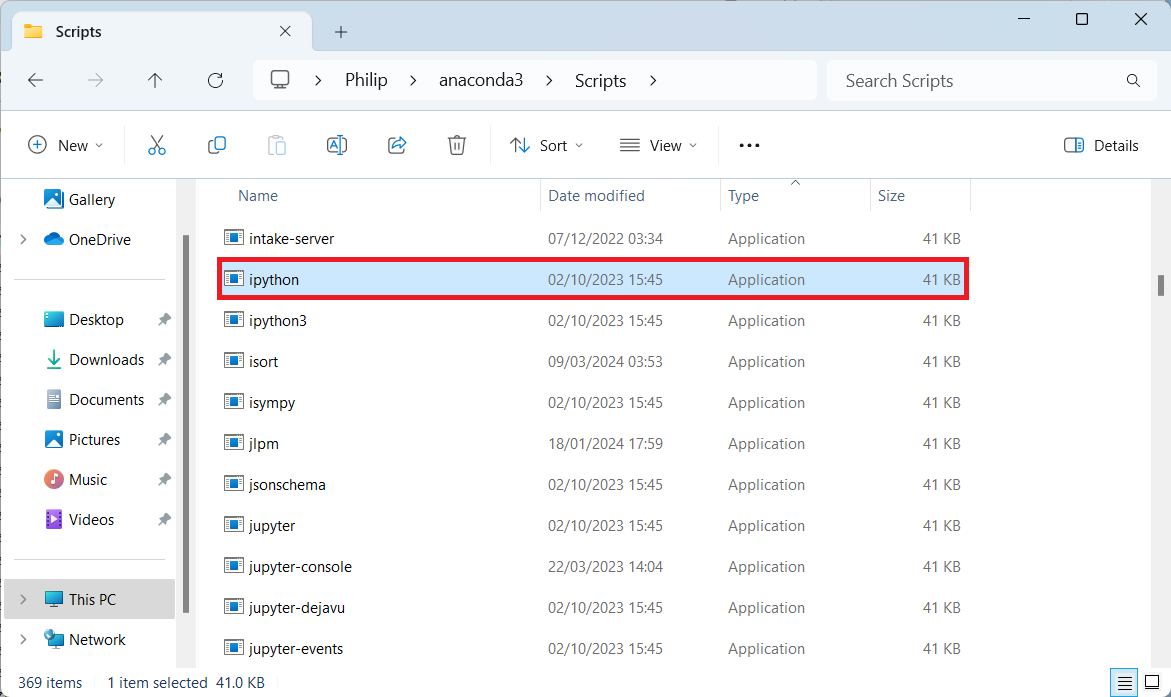 Scripts
Philip anaconda3 Scripts Search Scripts
New Sort View Details
Name Date modified Type Size
Gallery
OneDrive
Desktop
Downloads
Documents
Pictures
Music
Videos
This PC
Network
intake-server 07/12/2022 03:34 Application 41 KB
ipython 02/10/2023 15:45 Application 41 KB
ipython3 02/10/2023 15:45 Application 41 KB
isort 09/03/2024 03:53 Application 41 KB
isympy 02/10/2023 15:45 Application 41 KB
jlpm 18/01/2024 17:59 Application 41 KB
jsonschema 02/10/2023 15:45 Application 41 KB
jupyter 02/10/2023 15:45 Application 41 KB
jupyter-console 22/03/2023 14:04 Application 41 KB
jupyter-dejavu 02/10/2023 15:45 Application 41 KB
jupyter-events 02/10/2023 15:45 Application 41 KB
369 items 1 item selected 41.0 KB